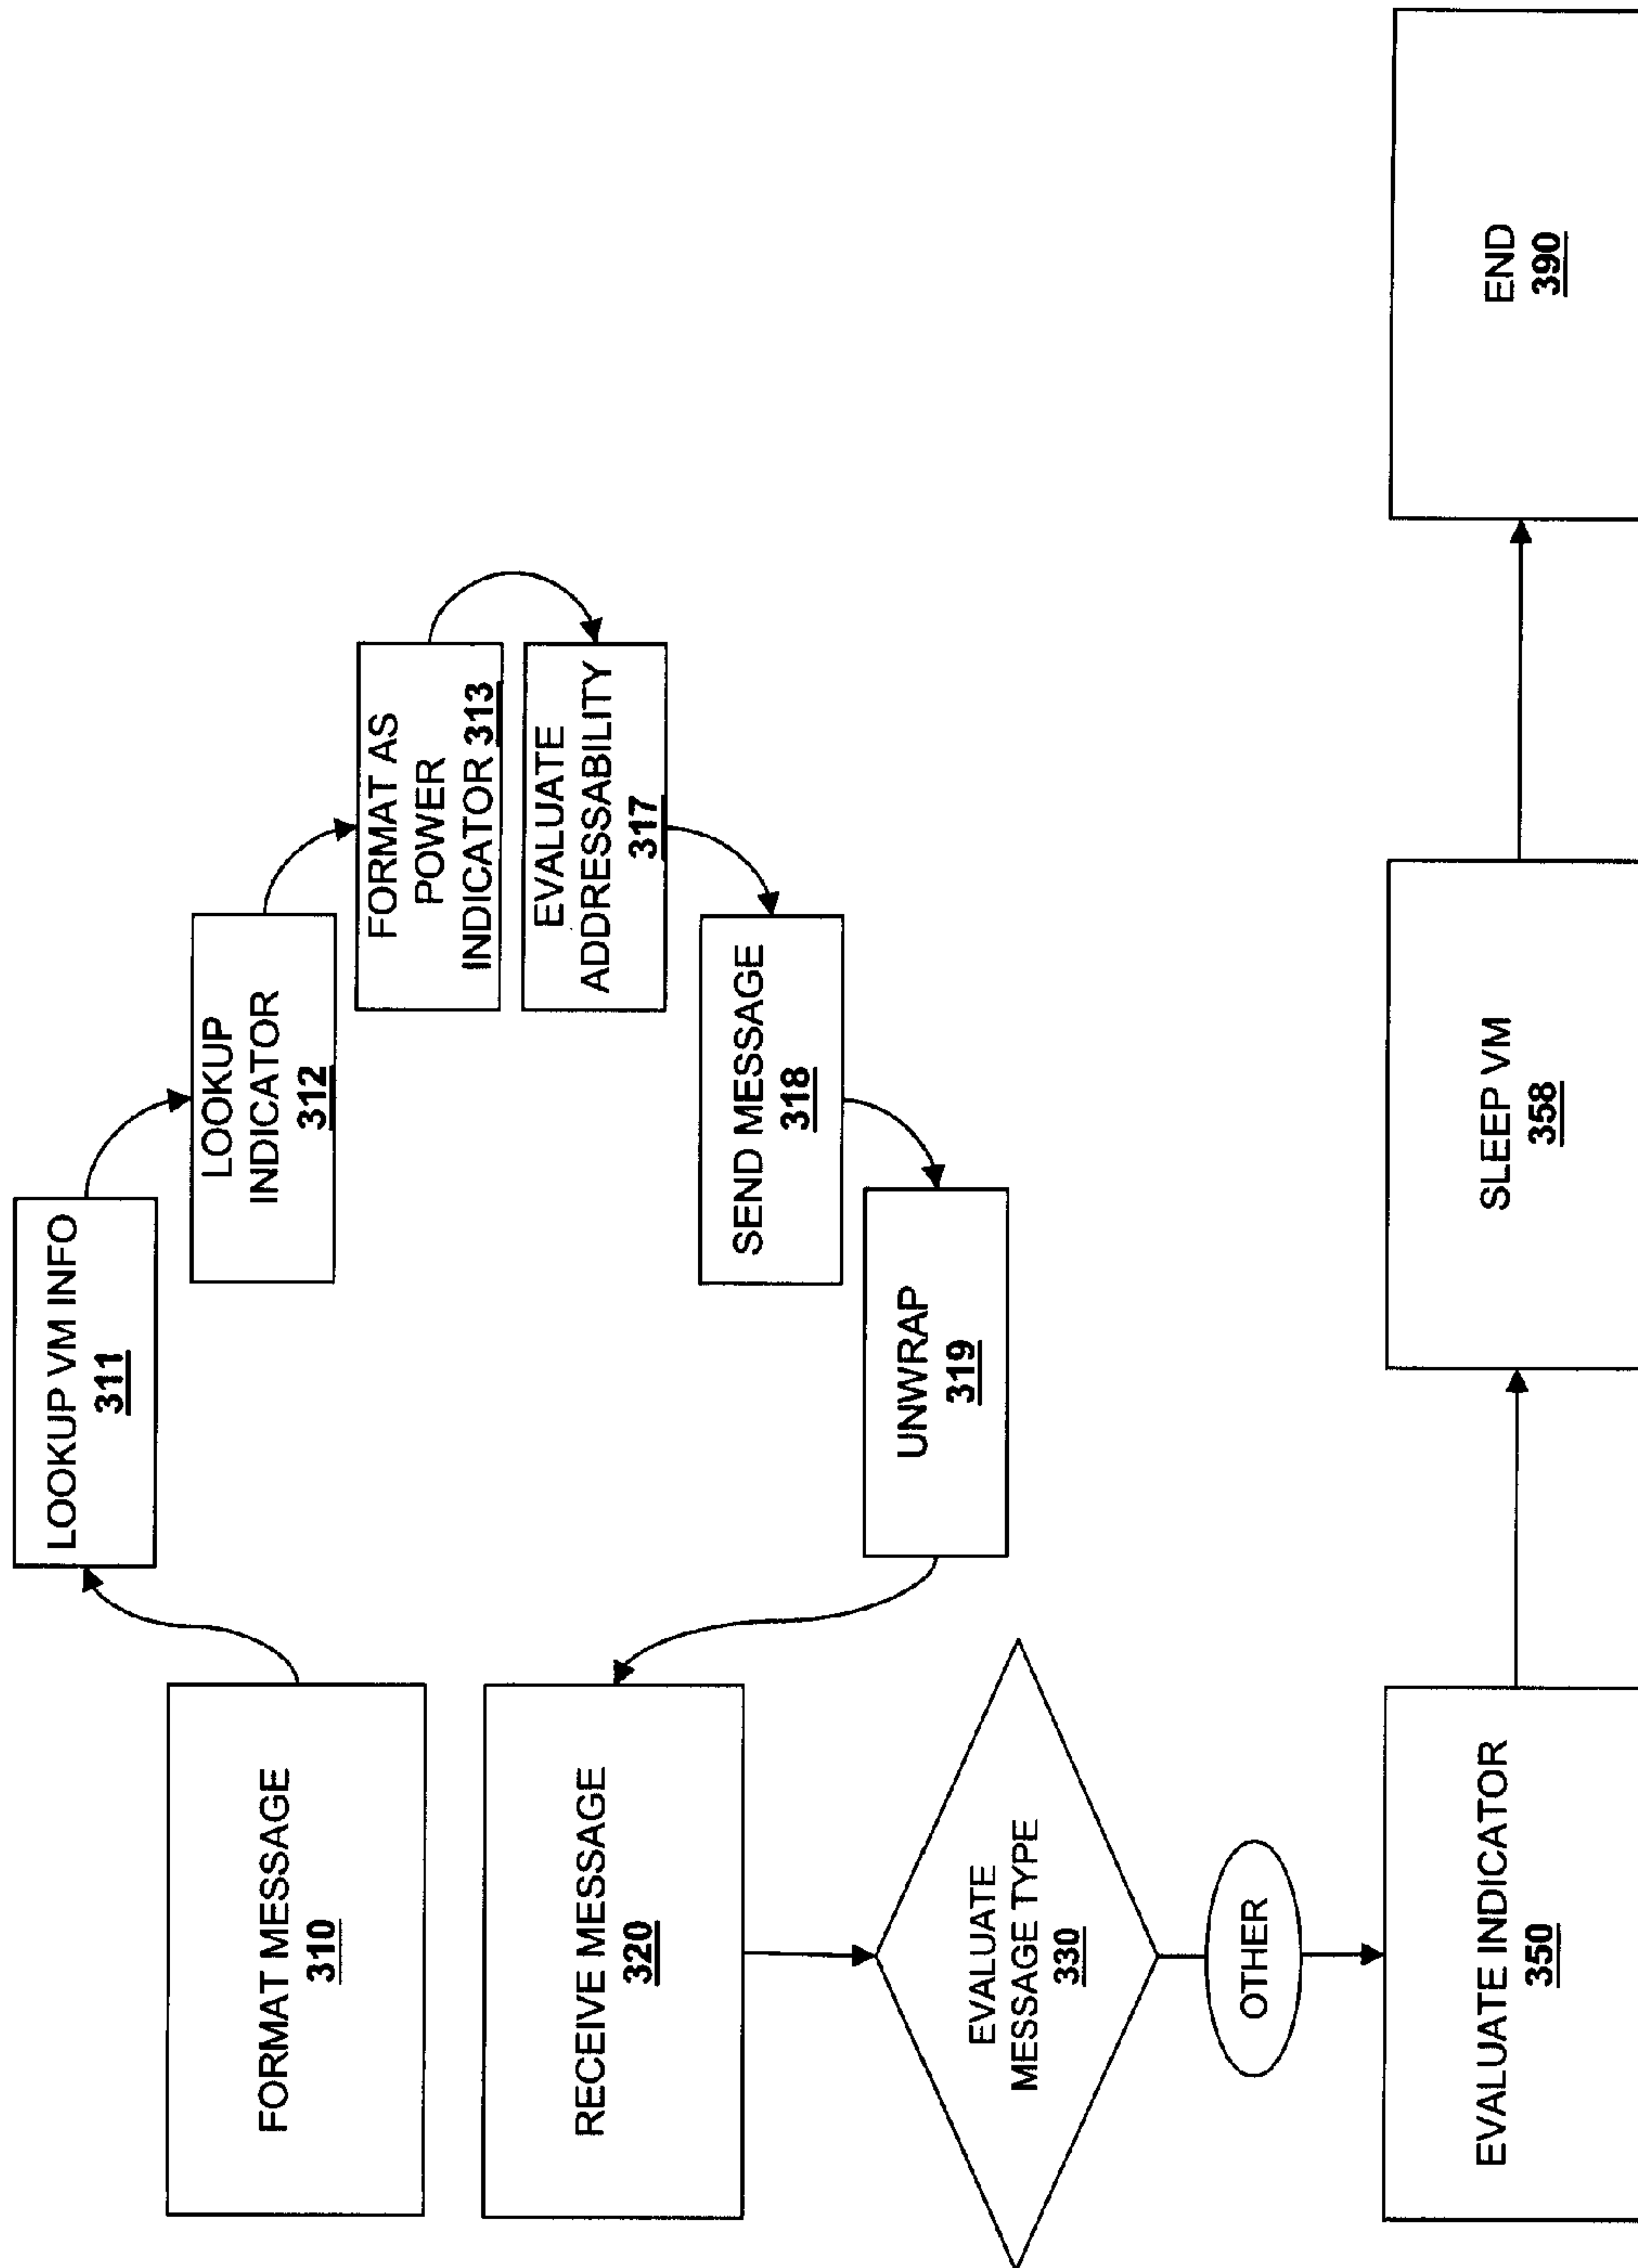 FORMAT MESSAGE
310
LOOKUP VM INFO
311
LOOKUP
INDICATOR
312
FORMAT AS
POWER
INDICATOR 313
EVALUATE
ADDRESSABILITY
317
SEND MESSAGE
318
UNWRAP
319
RECEIVE MESSAGE
320
EVALUATE
MESSAGE TYPE
330
OTHER
EVALUATE INDICATOR
350
SLEEP VM
358
END
390